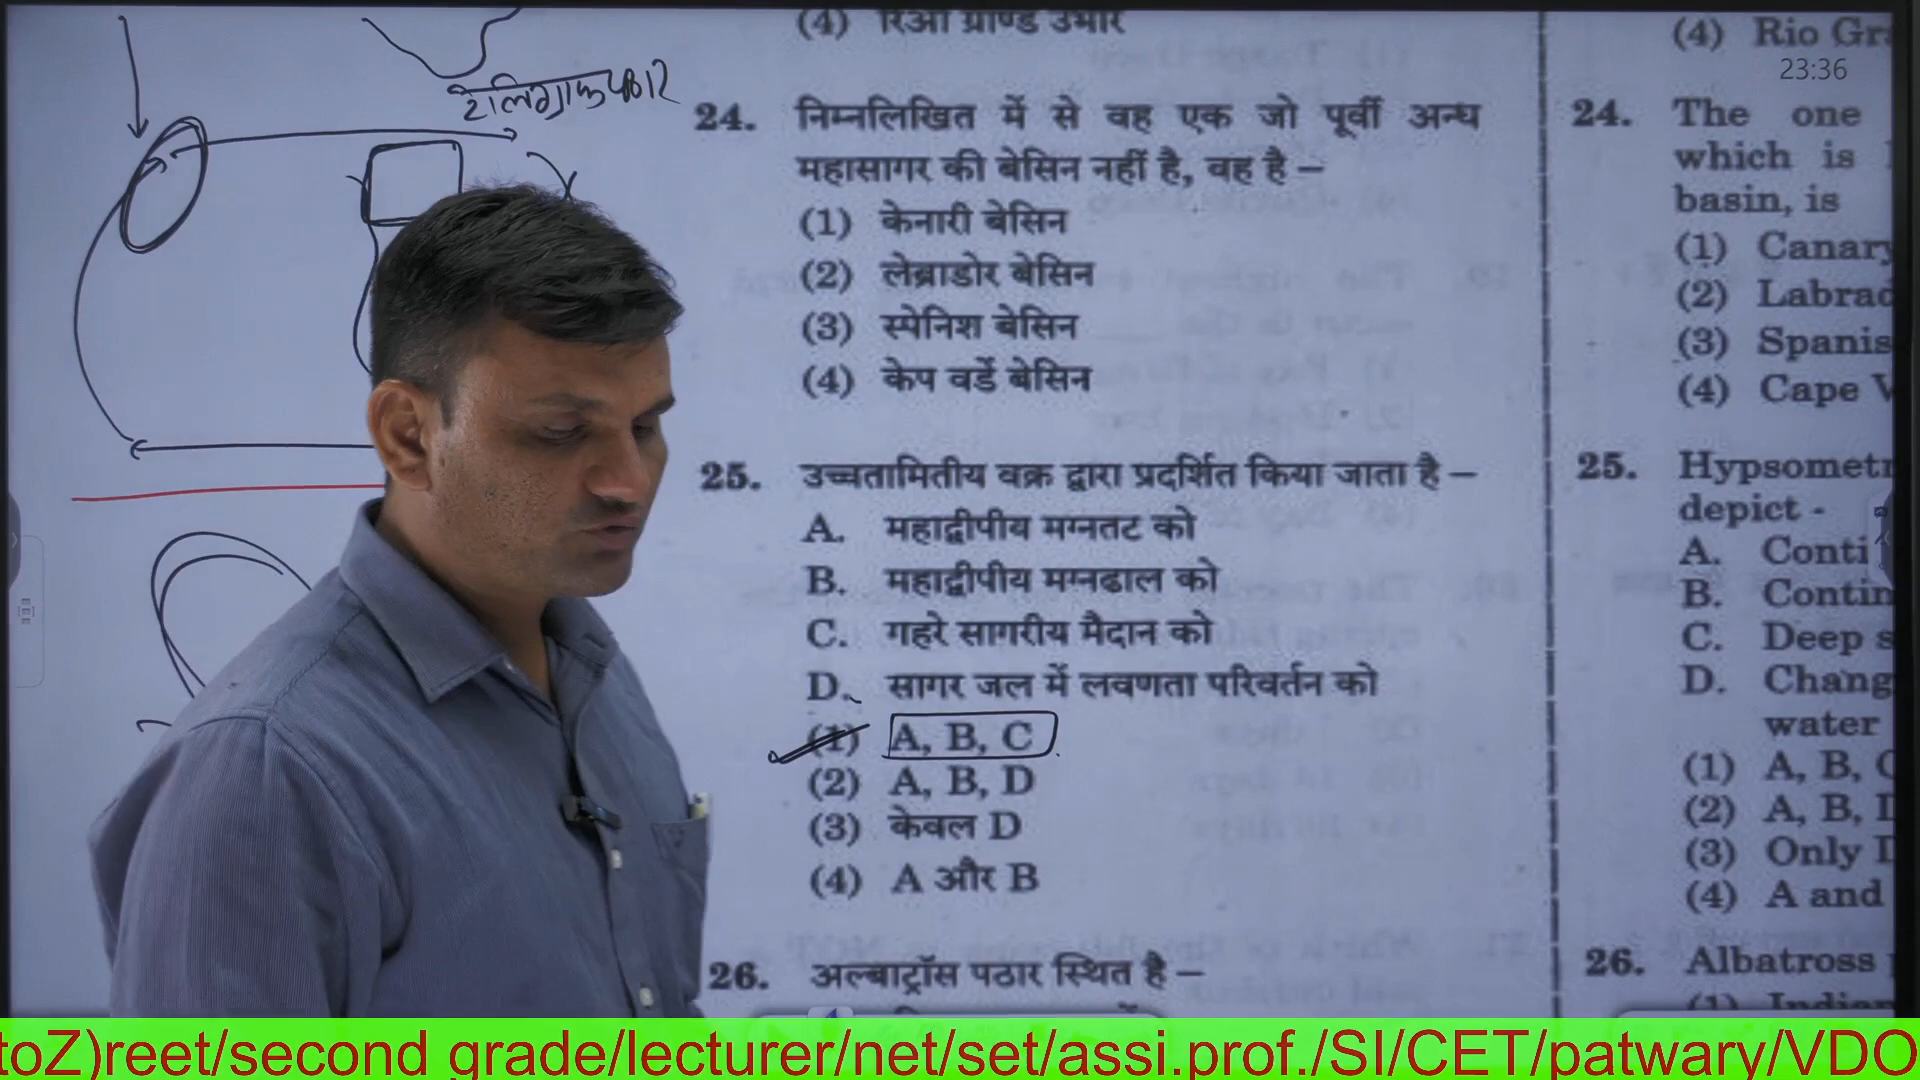 (4) रिओ ग्राण्ड उभार
24. निम्नलिखित में से वह एक जो पूर्वी अन्ध
महासागर की बेसिन नहीं है, वह है –
(1) केनारी बेसिन
(2) लेब्राडोर बेसिन
(3) स्पेनिश बेसिन
(4) केप वर्डे बेसिन
25. उच्चतामितीय वक्र द्वारा प्रदर्शित किया जाता है –
A. महाद्वीपीय मग्नतट को
B. महाद्वीपीय मग्नढाल को
C. गहरे सागरीय मैदान को
D. सागर जल में लवणता परिवर्तन को
(1) A, B, C
(2) A, B, D
(3) केवल D
(4) A और B
26. अल्बाट्रॉस पठार स्थित है –
(4) Rio Gr
23:36
24. The one
which is
basin, is
(1) Canary
(2) Labrad
(3) Spanis
(4) Cape V
25. Hypsometr
depict -
A. Conti
B. Contin
C. Deep s
D. Chang
water
(1) A, B, C
(2) A, B, D
(3) Only D
(4) A and
26. Albatross
(1) Indian
टेलिग्राफ पठार
toZ)reet/second grade/lecturer/net/set/assi.prof./SI/CET/patwary/VDO